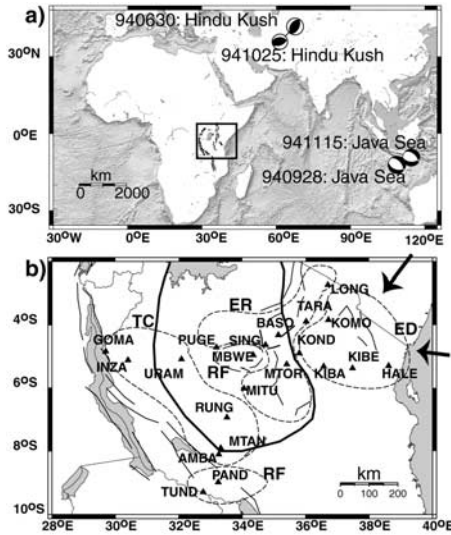 a)
940630: Hindu Kush
941025: Hindu Kush
941115: Java Sea
940928: Java Sea
km
0 2000
30°N
0°E
30°S
30°W 0° 30°E 60°E 90°E 120°E
b)
LONG
TARA
ER
BASO
KOMO
TC
GOMA
PUGE
SING
KOND
ED
MBWE
INZA
URAM
RF
MTOR
KIBA
KIBE
HALE
MITU
RUNG
MTAN
AMBA
PAND
RF
TUND
km
0 100 200
4°S
6°S
8°S
10°S
28°E 30°E 32°E 34°E 36°E 38°E 40°E